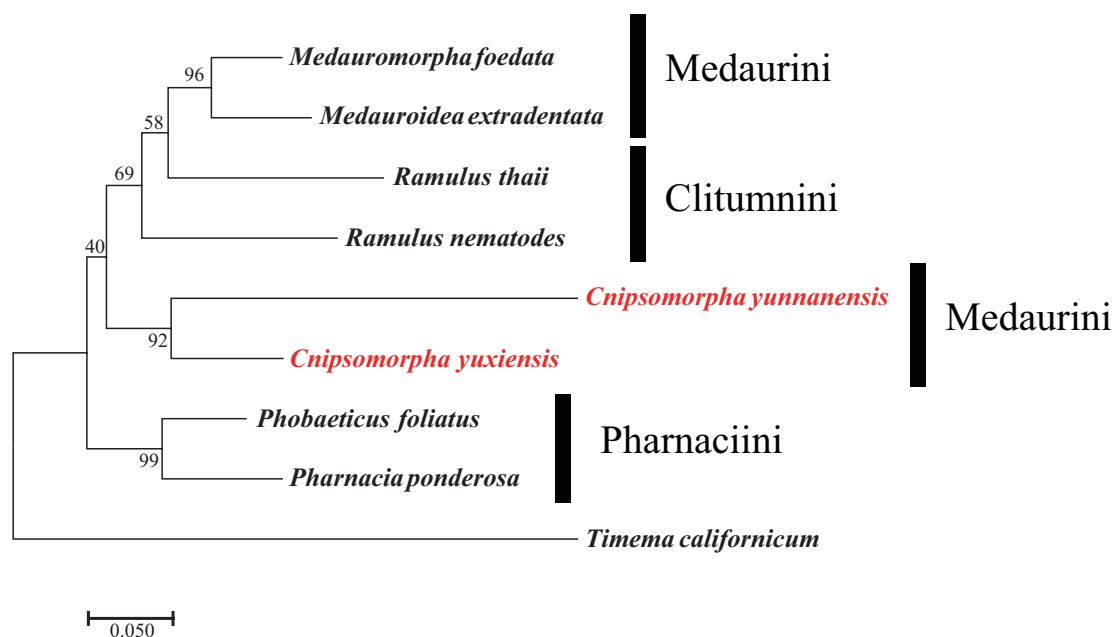 Medauromorpha foedata
96
Medaurini
Medauroidea extradentata
58
Ramulus thaii
69
Clitumnini
Ramulus nematodes
40
Cnipsomorpha yunnanensis
Medaurini
92
Cnipsomorpha yuxiensis
Phobaeticus foliatus
Pharnaciini
99
Pharnacia ponderosa
Timema californicum
0.050